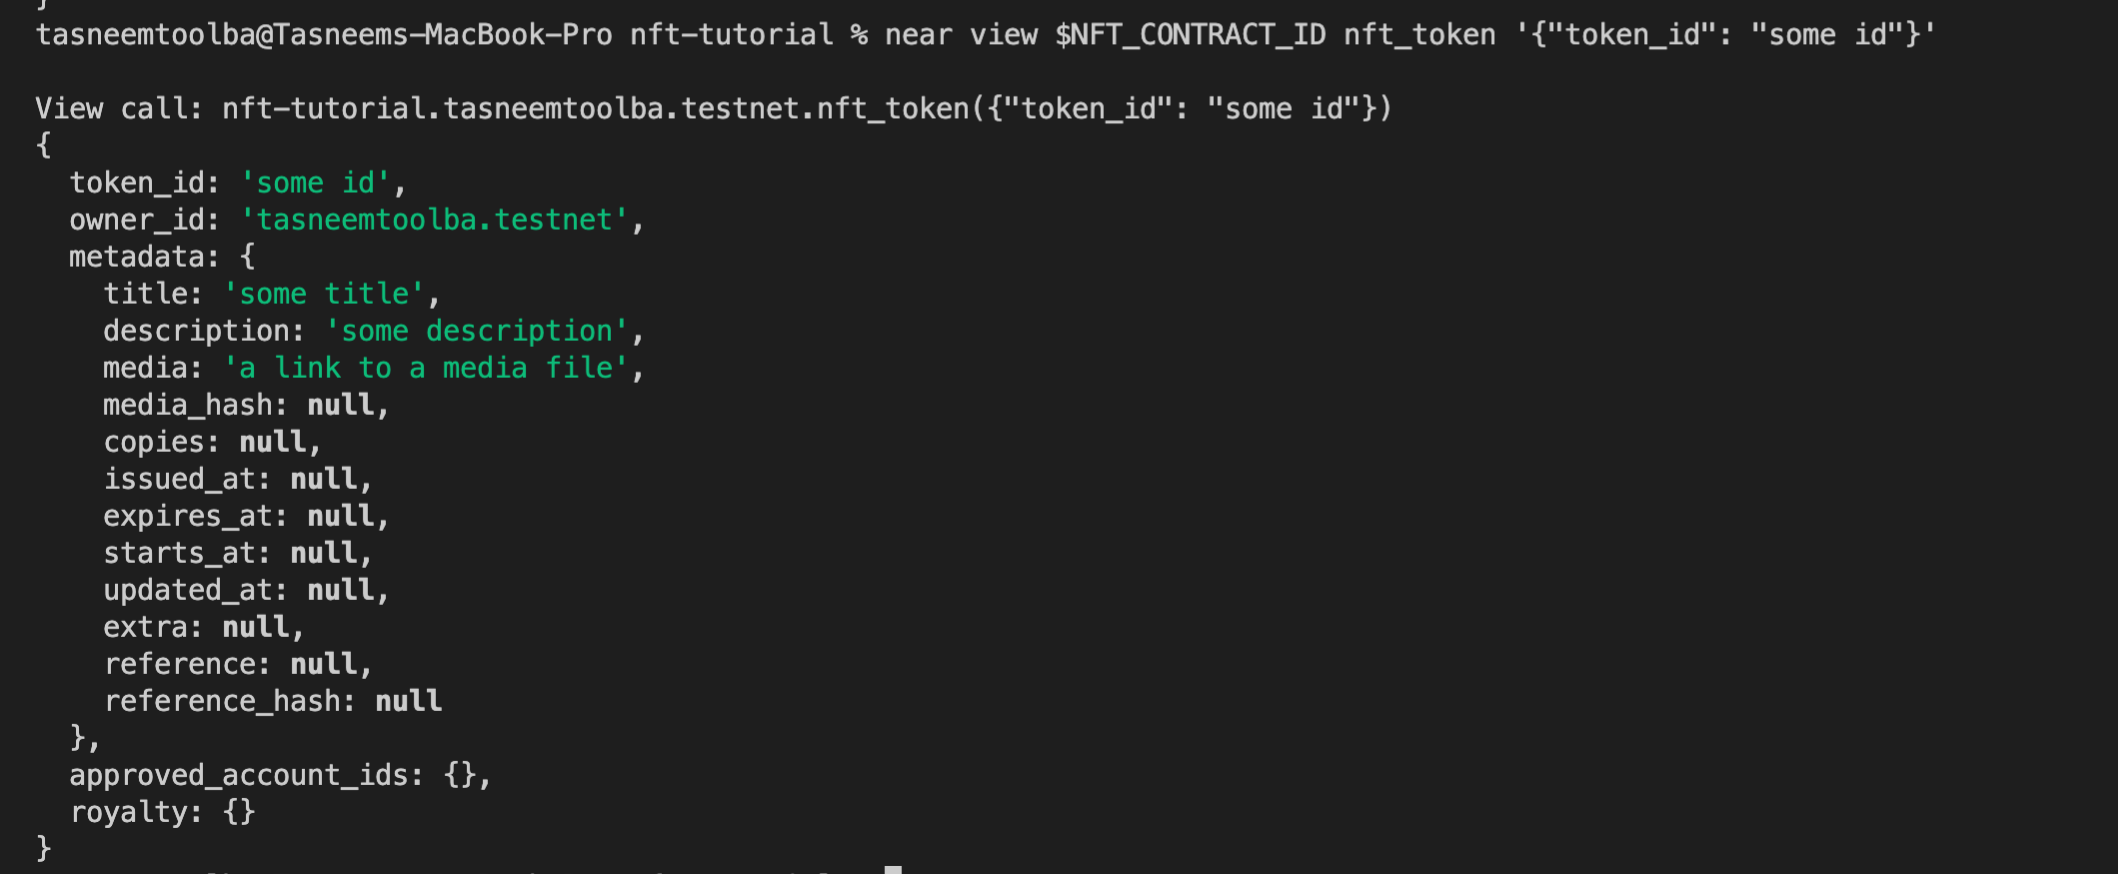 }
tasneemtoolba@Tasneems-MacBook-Pro nft-tutorial % near view $NFT_CONTRACT_ID nft_token '{"token_id": "some id"}'
View call: nft-tutorial.tasneemtoolba.testnet.nft_token({"token_id": "some id"})
{
  token_id: 'some id',
  owner_id: 'tasneemtoolba.testnet',
  metadata: {
    title: 'some title',
    description: 'some description',
    media: 'a link to a media file',
    media_hash: null,
    copies: null,
    issued_at: null,
    expires_at: null,
    starts_at: null,
    updated_at: null,
    extra: null,
    reference: null,
    reference_hash: null
  },
  approved_account_ids: {},
  royalty: {}
}